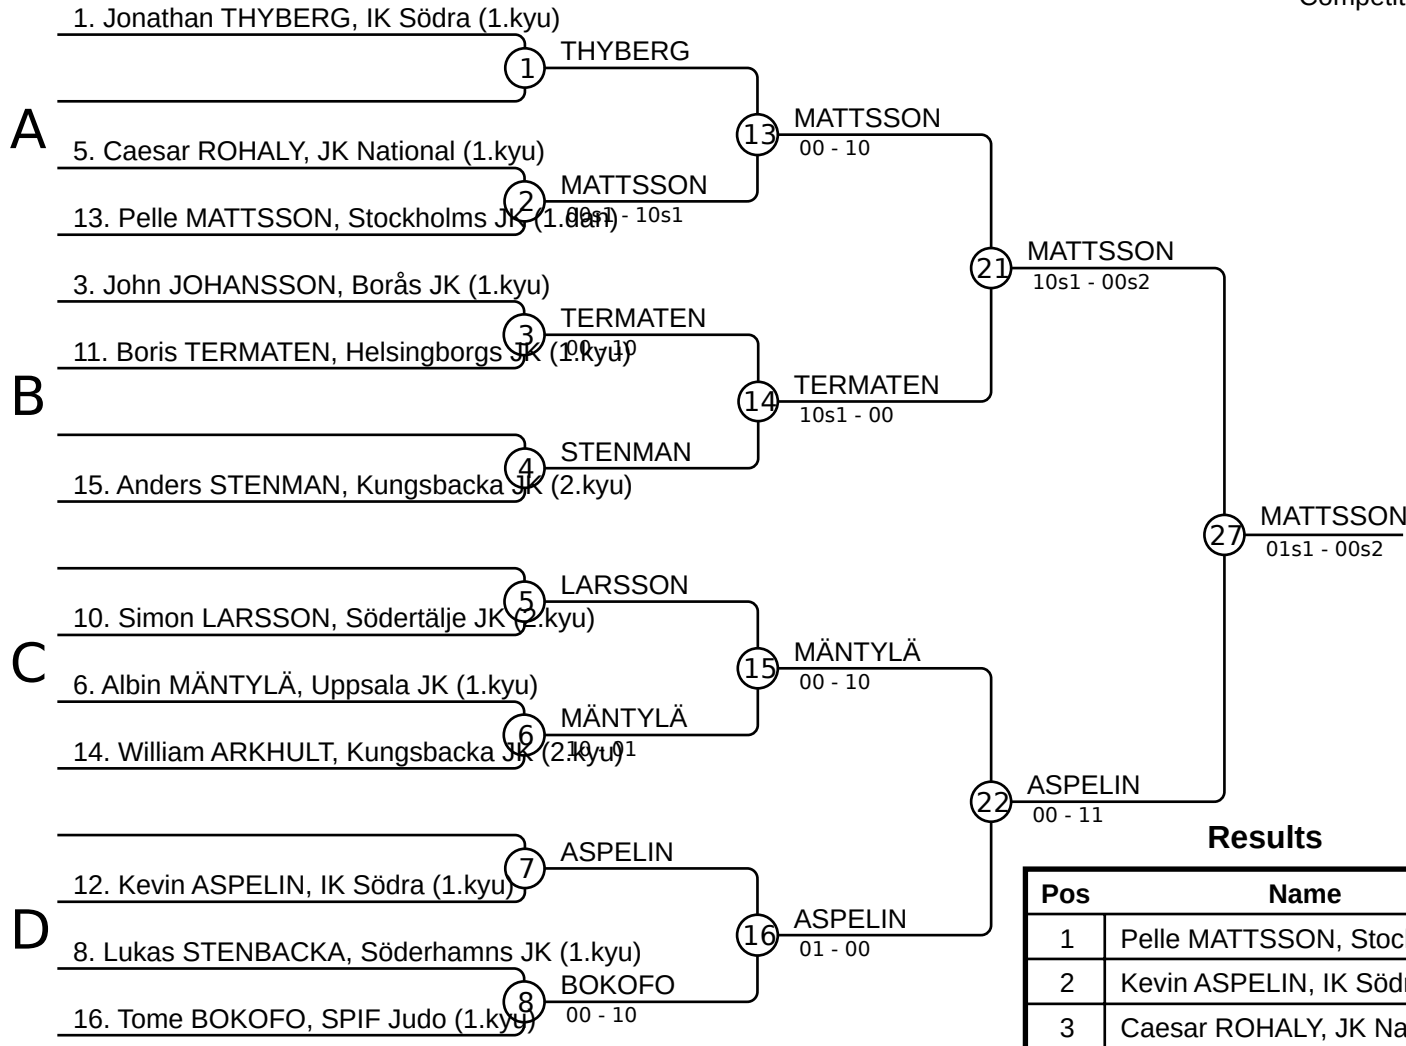 1. Jonathan THYBERG, IK Södra (1.kyu)
1
THYBERG
A
5. Caesar ROHALY, JK National (1.kyu)
2
MATTSSON
00s1 - 10s1
13. Pelle MATTSSON, Stockholms JK (1.dan)
13
MATTSSON
00 - 10
3. John JOHANSSON, Borås JK (1.kyu)
3
TERMATEN
00 - 10
11. Boris TERMATEN, Helsingborgs JK (1.kyu)
B
14
TERMATEN
10s1 - 00
4
STENMAN
15. Anders STENMAN, Kungsbacka JK (2.kyu)
21
MATTSSON
10s1 - 00s2
27
MATTSSON
01s1 - 00s2
5
LARSSON
10. Simon LARSSON, Södertälje JK (2.kyu)
C
15
MÄNTYLÄ
00 - 10
6. Albin MÄNTYLÄ, Uppsala JK (1.kyu)
6
MÄNTYLÄ
10 - 01
14. William ARKHULT, Kungsbacka JK (2.kyu)
22
ASPELIN
00 - 11
7
ASPELIN
12. Kevin ASPELIN, IK Södra (1.kyu)
D
16
ASPELIN
01 - 00
8. Lukas STENBACKA, Söderhamns JK (1.kyu)
8
BOKOFO
00 - 10
16. Tome BOKOFO, SPIF Judo (1.kyu)
Results
Pos Name
1 Pelle MATTSSON,
2 Kevin ASPELIN, IK
3 Caesar ROHALY, JK